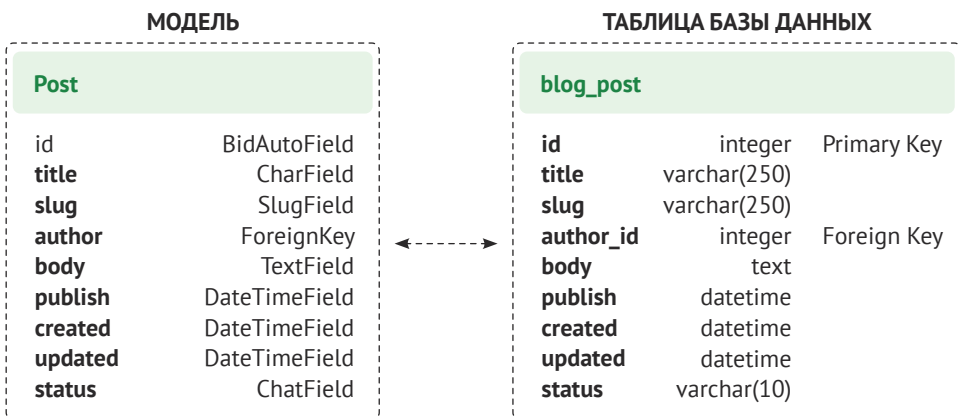 МОДЕЛЬ
Post
id BidAutoField
title CharField
slug SlugField
author ForeignKey
body TextField
publish DateTimeField
created DateTimeField
updated DateTimeField
status ChatField
ТАБЛИЦА БАЗЫ ДАННЫХ
blog_post
id integer Primary Key
title varchar(250)
slug varchar(250)
author_id integer Foreign Key
body text
publish datetime
created datetime
updated datetime
status varchar(10)